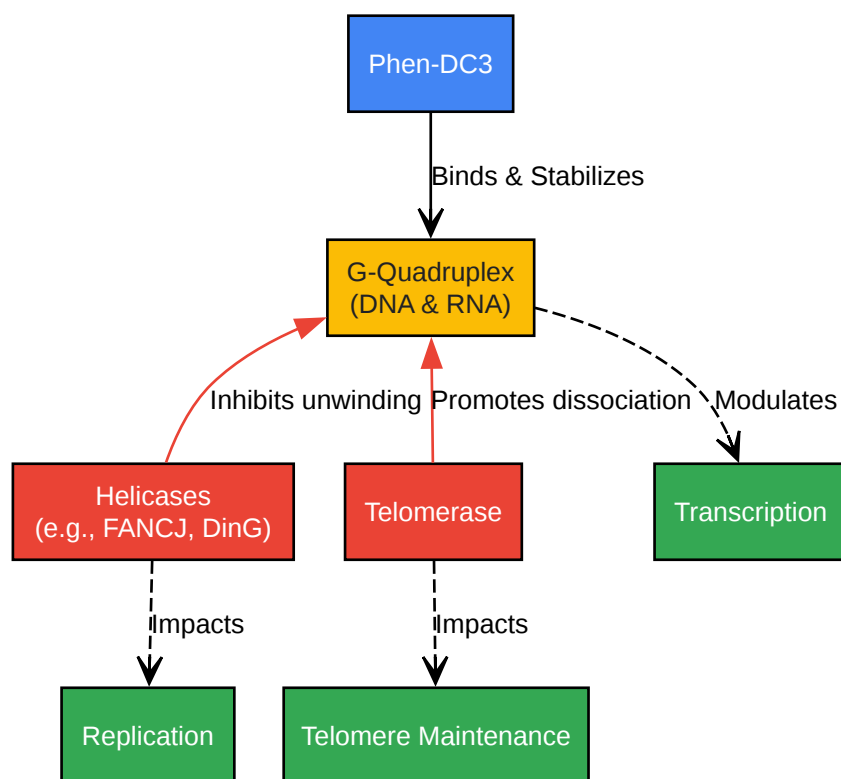 Phen-DC3
Binds & Stabilizes
G-Quadruplex
(DNA & RNA)
Inhibits unwinding
Promotes dissociation
Modulates
Helicases
(e.g., FANCJ, DinG)
Telomerase
Transcription
Impacts
Impacts
Replication
Telomere Maintenance